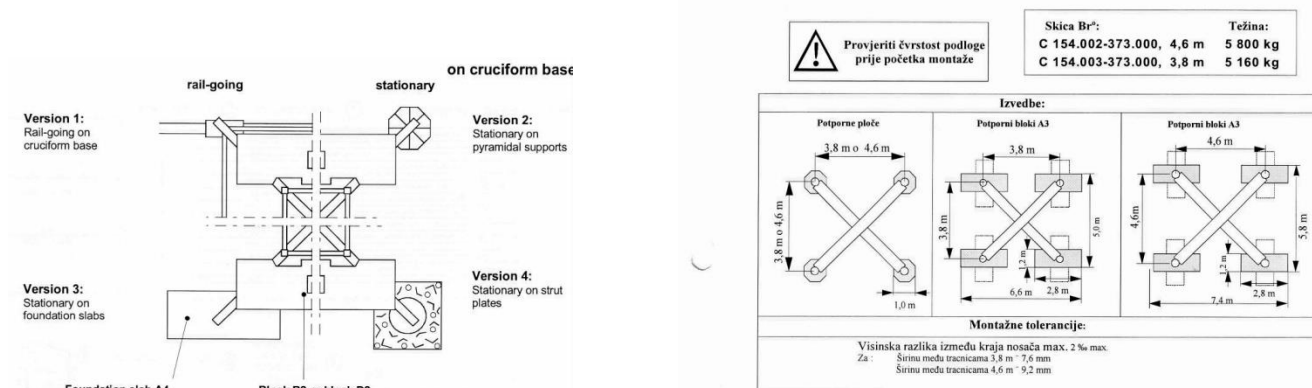 on cruciform base
rail-going
stationary
Version 1:
Rail-going on
cruciform base
Version 2:
Stationary on
pyramidal supports
Version 3:
Stationary on
foundation slabs
Version 4:
Stationary on strut
plates
Provjeriti čvrstost podloge
prije početka montaže
Skica Brº: Težina:
C 154.002-373.000, 4,6 m 5 800 kg
C 154.003-373.000, 3,8 m 5 160 kg
Izvedbe:
Potporne ploče
3,8 m o 4,6 m
3,8 m o 4,6 m
1,0 m
Potporni bloki A3
3,8 m
3,8 m
5,0 m
1,2 m
2,8 m
6,6 m
Potporni bloki A3
4,6 m
4,6m
5,8 m
1,2 m
2,8 m
7,4 m
Montažne tolerancije:
Visinska razlika između kraja nosača max. 2 ‰ max.
Za : Širinu među tracnicama 3,8 m ¨ 7,6 mm
Širinu među tracnicama 4,6 m ¨ 9,2 mm